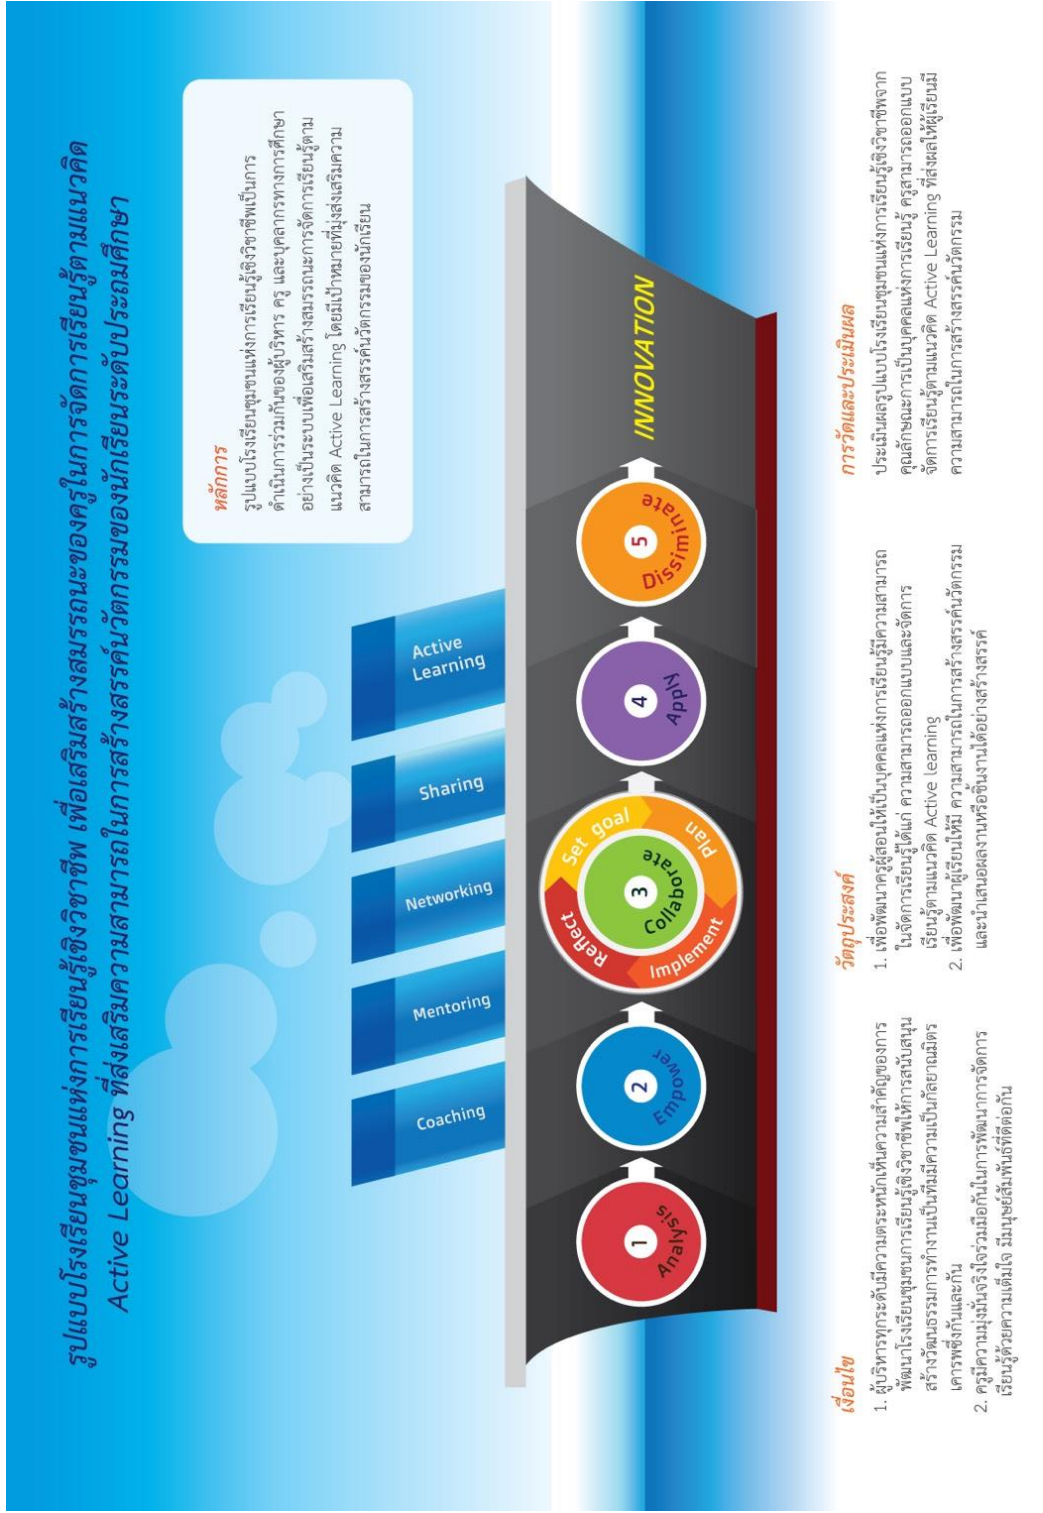 รูปแบบโรงเรียนชุมชนแห่งการเรียนรู้เชิงวิชาชีพ เพื่อเสริมสร้างสมรรถนะของครูในการจัดการเรียนรู้ตามแนวคิด
Active Learning ที่ส่งเสริมความสามารถในการสร้างสรรค์นวัตกรรมของนักเรียนระดับประถมศึกษา
หลักการ
รูปแบบโรงเรียนชุมชนแห่งการเรียนรู้เชิงวิชาชีพเป็นการ
ดำเนินการร่วมกันของผู้บริหาร ครู และบุคลากรทางการศึกษา
อย่างเป็นระบบเพื่อเสริมสร้างสมรรถนะการจัดการเรียนรู้ตาม
แนวคิด Active Learning โดยมีเป้าหมายที่มุ่งส่งเสริมความ
สามารถในการสร้างสรรค์นวัตกรรมของนักเรียน
Coaching
Mentoring
Networking
Sharing
Active
Learning
1
Analysis
2
Empower
3
Collaborate
Set goal
Plan
Implement
Reflect
4
Apply
5
Dissiminate
INNOVATION
เงื่อนไข
1. ผู้บริหารทุกระดับมีความตระหนักเห็นความสำคัญของการ
พัฒนาโรงเรียนชุมชนการเรียนรู้เชิงวิชาชีพให้การสนับสนุน
สร้างวัฒนธรรมการทำงานเป็นทีมมีความเป็นกัลยาณมิตร
เคารพซึ่งกันและกัน
2. ครูมีความมุ่งมั่นจริงใจร่วมมือกันในการพัฒนาการจัดการ
เรียนรู้ด้วยความเต็มใจ มีมนุษย์สัมพันธ์ที่ดีต่อกัน
วัตถุประสงค์
1. เพื่อพัฒนาครูผู้สอนให้เป็นบุคคลแห่งการเรียนรู้มีความสามารถ
ในจัดการเรียนรู้ได้แก่ ความสามารถออกแบบและจัดการ
เรียนรู้ตามแนวคิด Active learning
2. เพื่อพัฒนาผู้เรียนให้มี ความสามารถในการสร้างสรรค์นวัตกรรม
และนำเสนอผลงานหรือชิ้นงานได้อย่างสร้างสรรค์
การวัดและประเมินผล
ประเมินผลรูปแบบโรงเรียนชุมชนแห่งการเรียนรู้เชิงวิชาชีพจาก
คุณลักษณะการเป็นบุคคลแห่งการเรียนรู้ ครูสามารถออกแบบ
จัดการเรียนรู้ตามแนวคิด Active Learning ที่ส่งผลให้ผู้เรียนมี
ความสามารถในการสร้างสรรค์นวัตกรรม